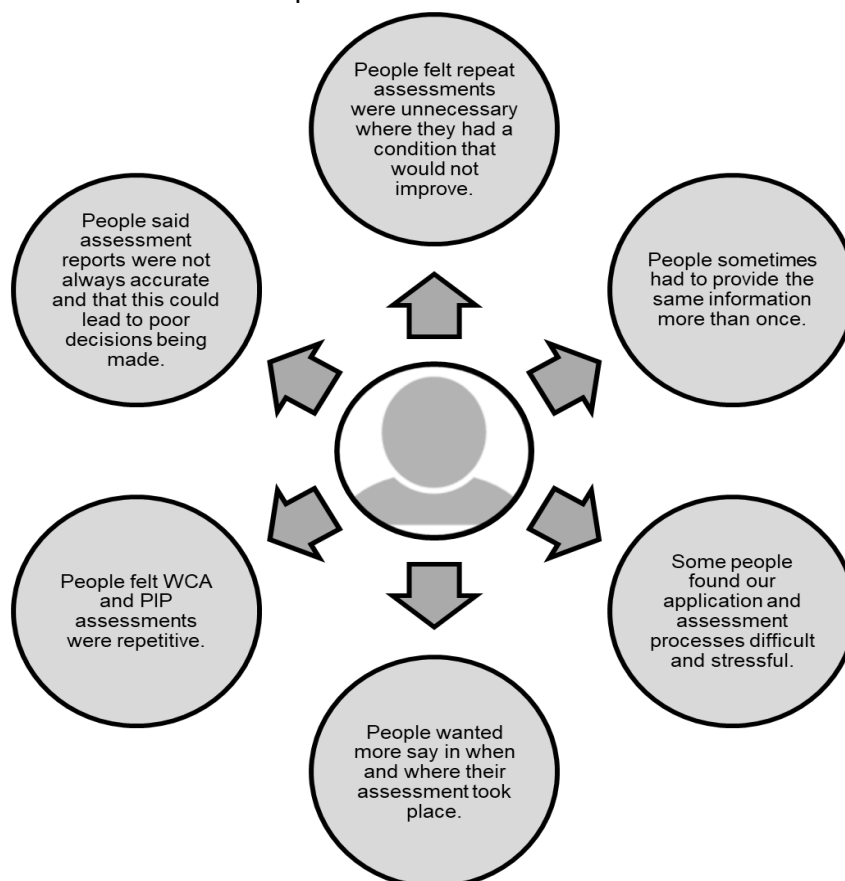 People felt repeat
assessments
were unnecessary
where they had a
condition that
would not
improve.
People sometimes
had to provide the
same information
more than once.
Some people
found our
application and
assessment
processes difficult
and stressful.
People wanted
more say in when
and where their
assessment took
place.
People felt WCA
and PIP
assessments
were repetitive.
People said
assessment
reports were not
always accurate
and that this could
lead to poor
decisions being
made.